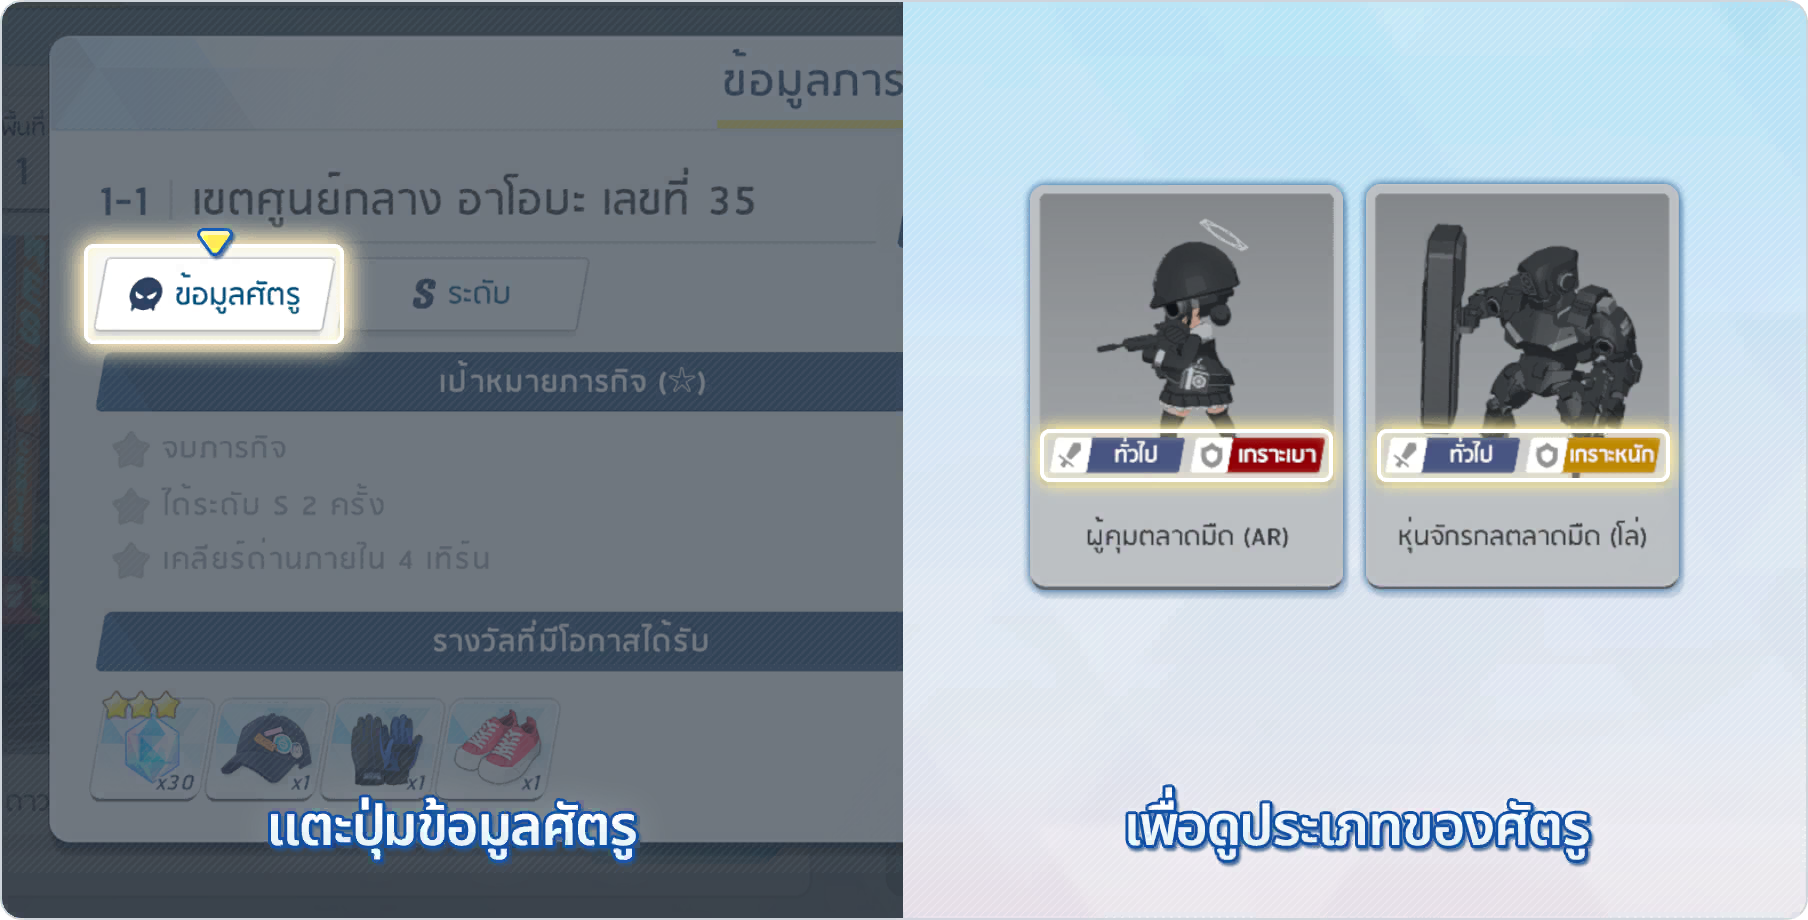 ข้อมูลภาร
พื้นที่
1
1-1 เขตศูนย์กลาง อาโอบะ เลขที่ 35
ข้อมูลศัตรู
S ระดับ
เป้าหมายภารกิจ (☆)
จบภารกิจ
ได้ระดับ S 2 ครั้ง
เคลียร์ด่านภายใน 4 เทิร์น
รางวัลที่มีโอกาสได้รับ
x30
x1
x1
x1
ดาว
แตะปุ่มข้อมูลศัตรู
ทั่วไป
เกราะเบา
ผู้คุมตลาดมืด (AR)
ทั่วไป
เกราะหนัก
หุ่นจักรกลตลาดมืด (โล่)
เพื่อดูประเภทของศัตรู